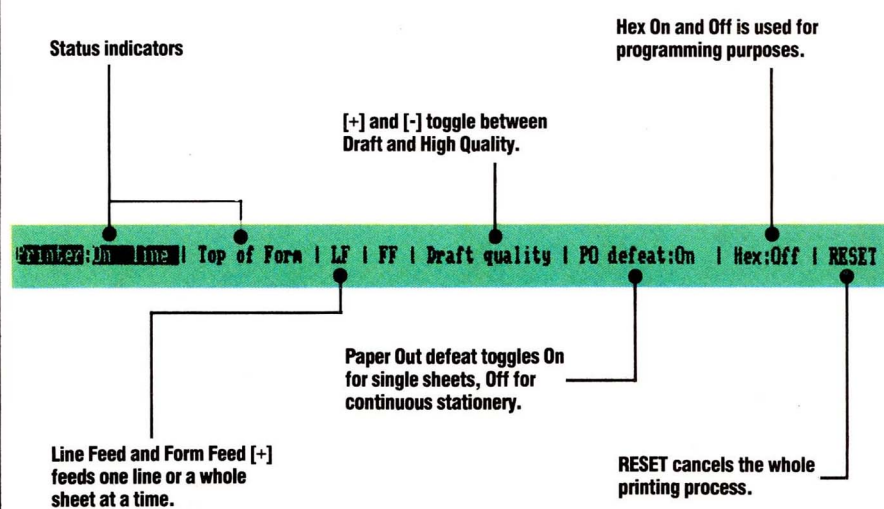 Status indicators
Hex On and Off is used for
programming purposes.
[+] and [-] toggle between
Draft and High Quality.
Printer:On line | Top of Form | LF | FF | Draft quality | PO defeat:On | Hex:Off | RESET
Paper Out defeat toggles On
for single sheets, Off for
continuous stationery.
Line Feed and Form Feed [+]
feeds one line or a whole
sheet at a time.
RESET cancels the whole
printing process.